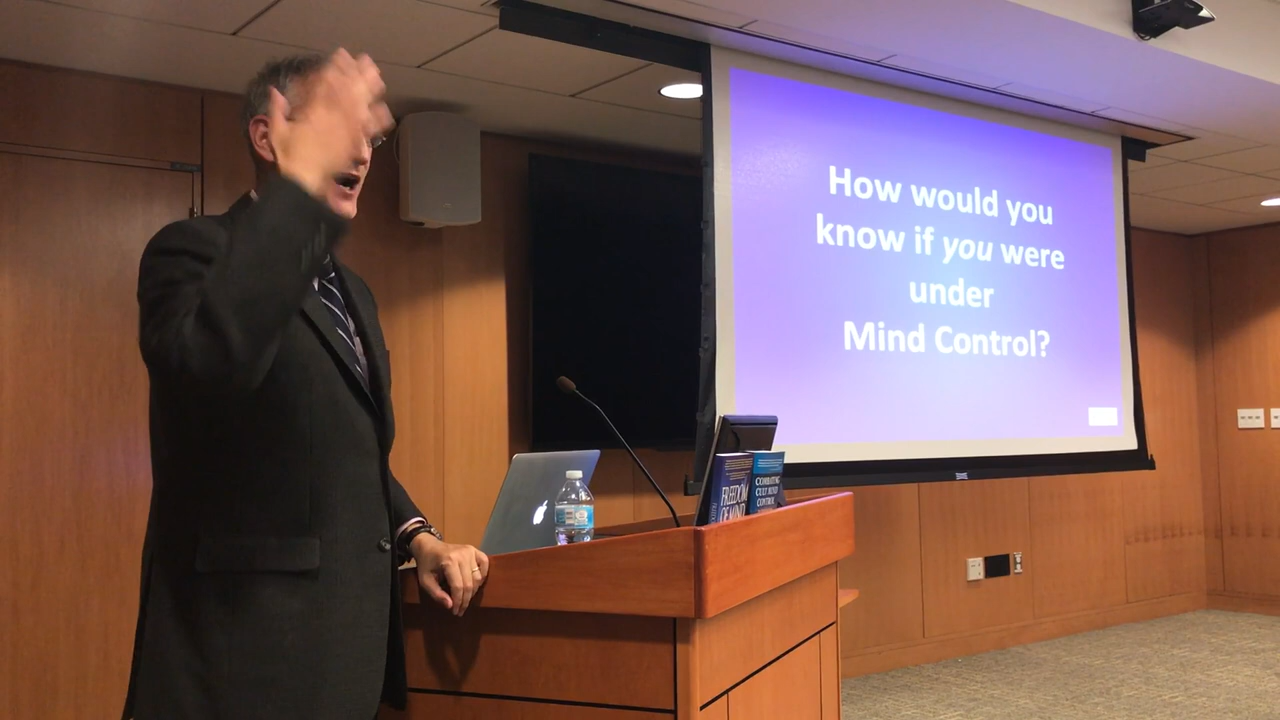 How would you
know if you were
under
Mind Control?
FREEDOM
OF MIND
COMBATING
CULT MIND
CONTROL